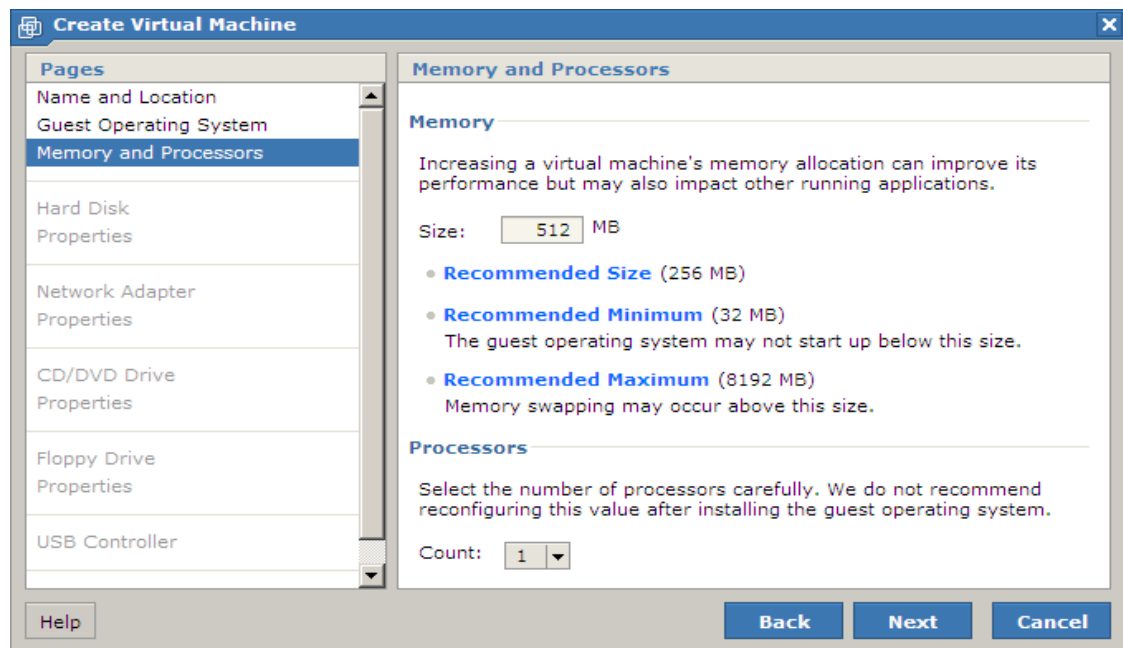 Create Virtual Machine
Pages
Name and Location
Guest Operating System
Memory and Processors
Hard Disk
Properties
Network Adapter
Properties
CD/DVD Drive
Properties
Floppy Drive
Properties
USB Controller
Memory and Processors
Memory
Increasing a virtual machine's memory allocation can improve its
performance but may also impact other running applications.
Size: 512 MB
Recommended Size (256 MB)
Recommended Minimum (32 MB)
The guest operating system may not start up below this size.
Recommended Maximum (8192 MB)
Memory swapping may occur above this size.
Processors
Select the number of processors carefully. We do not recommend
reconfiguring this value after installing the guest operating system.
Count: 1
Help
Back
Next
Cancel